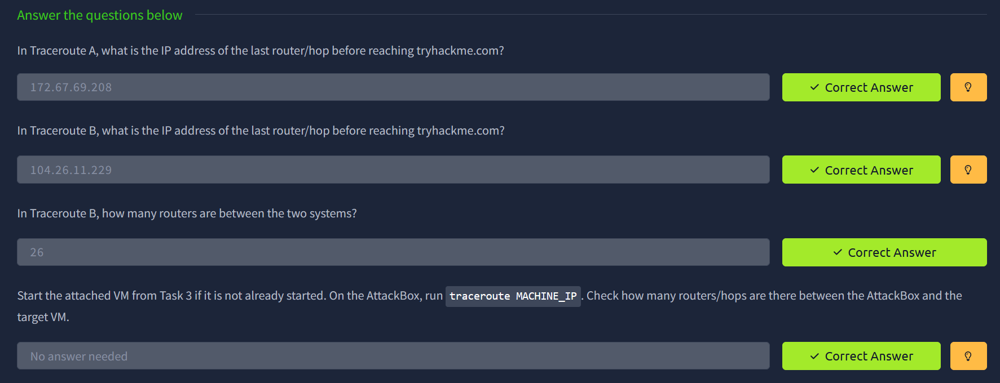 Answer the questions below
In Traceroute A, what is the IP address of the last router/hop before reaching tryhackme.com?
172.67.69.208
Correct Answer
In Traceroute B, what is the IP address of the last router/hop before reaching tryhackme.com?
104.26.11.229
Correct Answer
In Traceroute B, how many routers are between the two systems?
26
Correct Answer
Start the attached VM from Task 3 if it is not already started. On the AttackBox, run traceroute MACHINE_IP. Check how many routers/hops are there between the AttackBox and the
target VM.
No answer needed
Correct Answer